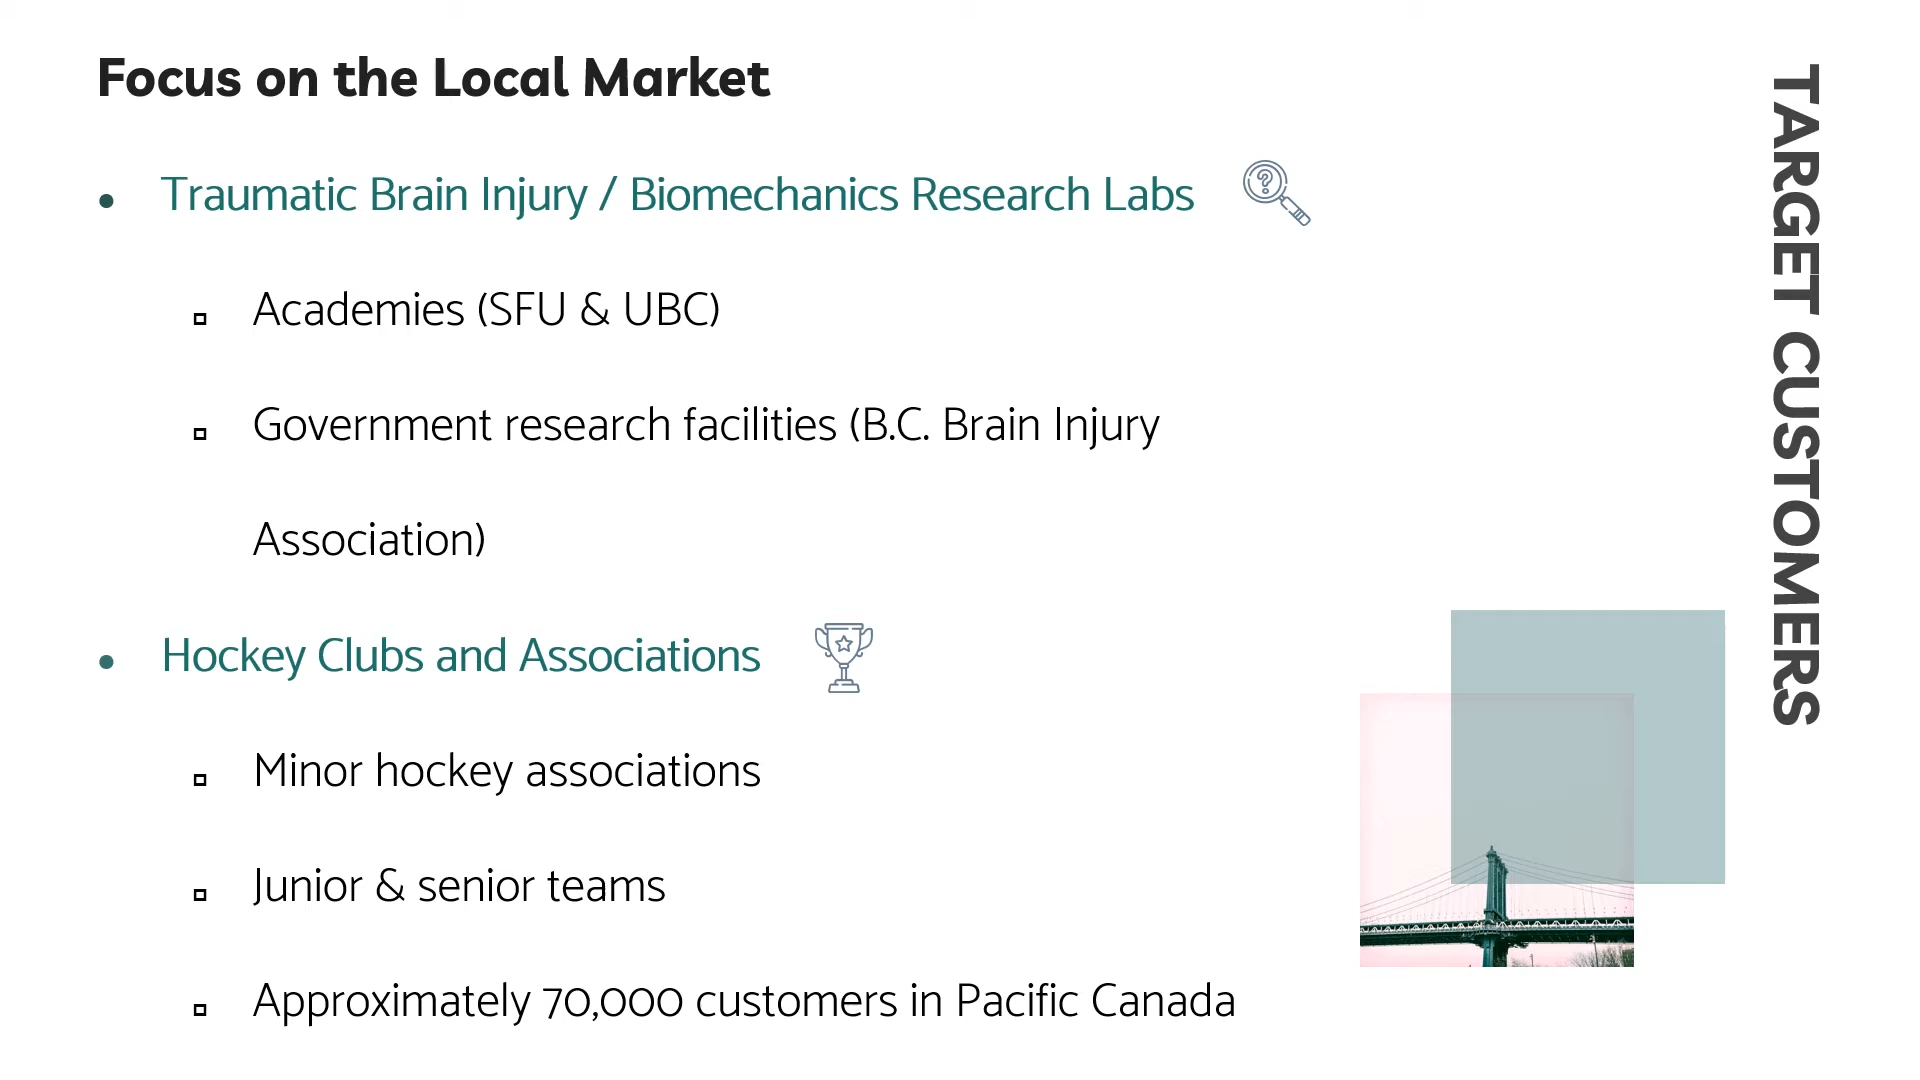 Focus on the Local Market
• Traumatic Brain Injury / Biomechanics Research Labs
Academies (SFU & UBC)
Government research facilities (B.C. Brain Injury
Association)
• Hockey Clubs and Associations
Minor hockey associations
Junior & senior teams
Approximately 70,000 customers in Pacific Canada
TARGET CUSTOMERS